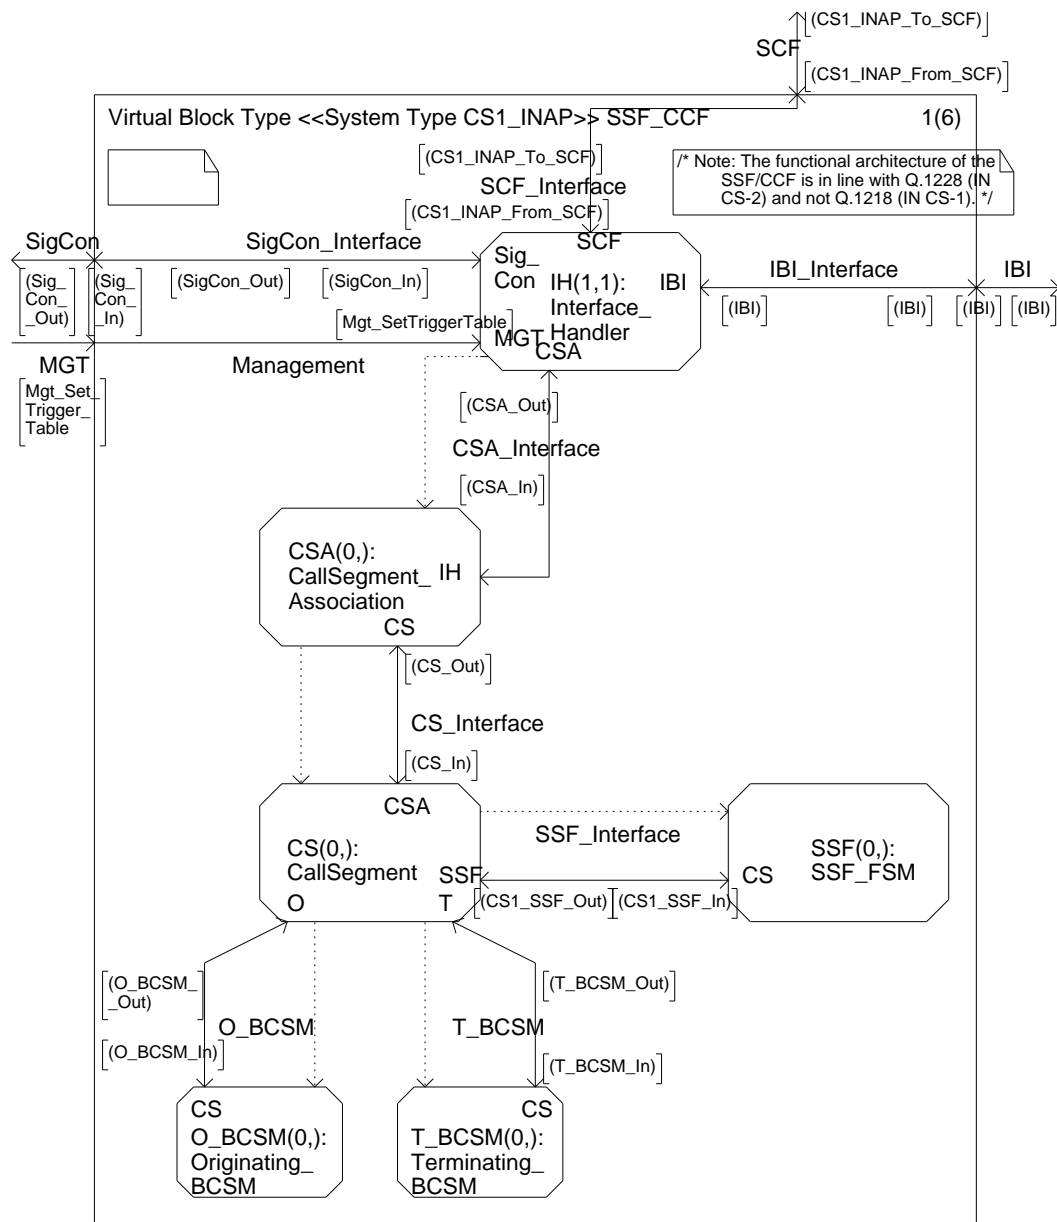 (CS1_INAP_To_SCF)
SCF
(CS1_INAP_From_SCF)
Virtual Block Type <<System Type CS1_INAP>> SSF_CCF
1(6)
(CS1_INAP_To_SCF)
/* Note: The functional architecture of the
SSF/CCF is in line with Q.1228 (IN
CS-2) and not Q.1218 (IN CS-1). */
SCF_Interface
(CS1_INAP_From_SCF)
SigCon
SigCon_Interface
SCF
Sig_
Con
IH(1,1):
Interface_
Handler
IBI
IBI_Interface
IBI
(Sig_
Con_
_Out)
(Sig_
Con_
_In)
(SigCon_Out)
(SigCon_In)
(IBI)
(IBI)
(IBI)
(IBI)
[Mgt_SetTriggerTable]
MGT
CSA
MGT
Management
Mgt_Set_
Trigger_
Table
(CSA_Out)
CSA_Interface
(CSA_In)
CSA(0,):
CallSegment_
Association
IH
CS
(CS_Out)
CS_Interface
(CS_In)
CSA
SSF_Interface
CS(0,):
CallSegment
SSF
SSF(0,):
SSF_FSM
CS
O
T
(CS1_SSF_Out)
(CS1_SSF_In)
(O_BCSM_
_Out)
(T_BCSM_Out)
O_BCSM
T_BCSM
(O_BCSM_In)
(T_BCSM_In)
CS
O_BCSM(0,):
Originating_
BCSM
CS
T_BCSM(0,):
Terminating_
BCSM